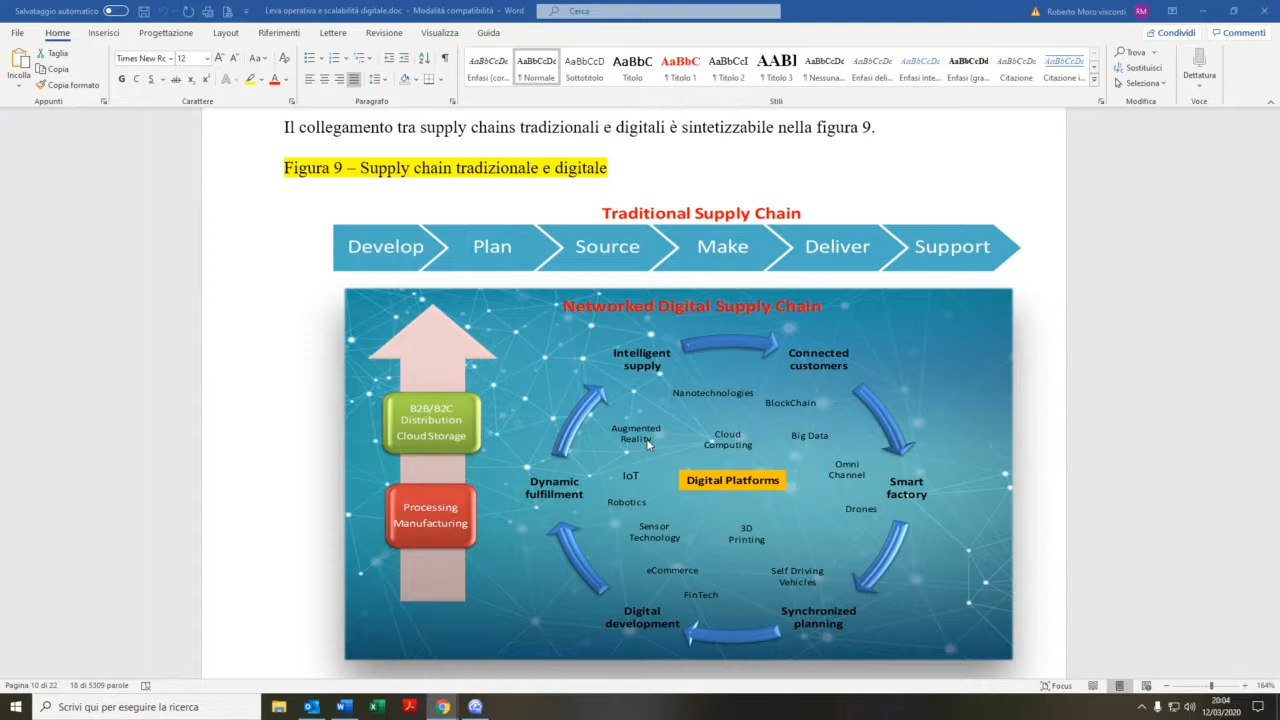 Salvataggio automatico
Leva operativa e scalabilità digitale.doc - Modalità compatibilità - Word
Cerca
Roberto Moro visconti
RM
File
Home
Inserisci
Progettazione
Layout
Riferimenti
Lettere
Revisione
Visualizza
Guida
Condividi
Commenti
Incolla
Taglia
Copia
Copia formato
Appunti
Times New Rc
12
Carattere
Paragrafo
AaBbCcDc
Enfasi (cor...
AaBbCcDc
¶ Normale
AaBbCcD
Sottotitolo
AaBbC
Titolo
AaBbC
¶ Titolo 1
AaBbCcI
¶ Titolo 2
AABI
¶ Titolo 3
AaBbCcDc
¶ Nessuna...
AaBbCcDc
Enfasi deli...
AaBbCcDc
Enfasi inte...
AaBbCcDc
Enfasi (gra...
AaBbCcDc
Citazione
AaBbCcDc
Citazione i...
Stili
Trova
Sostituisci
Seleziona
Modifica
Dettatura
Voce
Il collegamento tra supply chains tradizionali e digitali è sintetizzabile nella figura 9.
Figura 9 – Supply chain tradizionale e digitale
Traditional Supply Chain
Develop
Plan
Source
Make
Deliver
Support
Networked Digital Supply Chain
Intelligent
supply
Connected
customers
Nanotechnologies
BlockChain
B2B/B2C
Distribution
Cloud Storage
Augmented
Reality
Cloud
Computing
Big Data
Omni
Channel
IoT
Digital Platforms
Dynamic
fulfillment
Smart
factory
Robotics
Drones
Processing
Manufacturing
Sensor
Technology
3D
Printing
eCommerce
Self Driving
Vehicles
FinTech
Digital
development
Synchronized
planning
Pagina 10 di 22
18 di 5309 parole
Focus
164%
Scrivi qui per eseguire la ricerca
20:04
12/03/2020